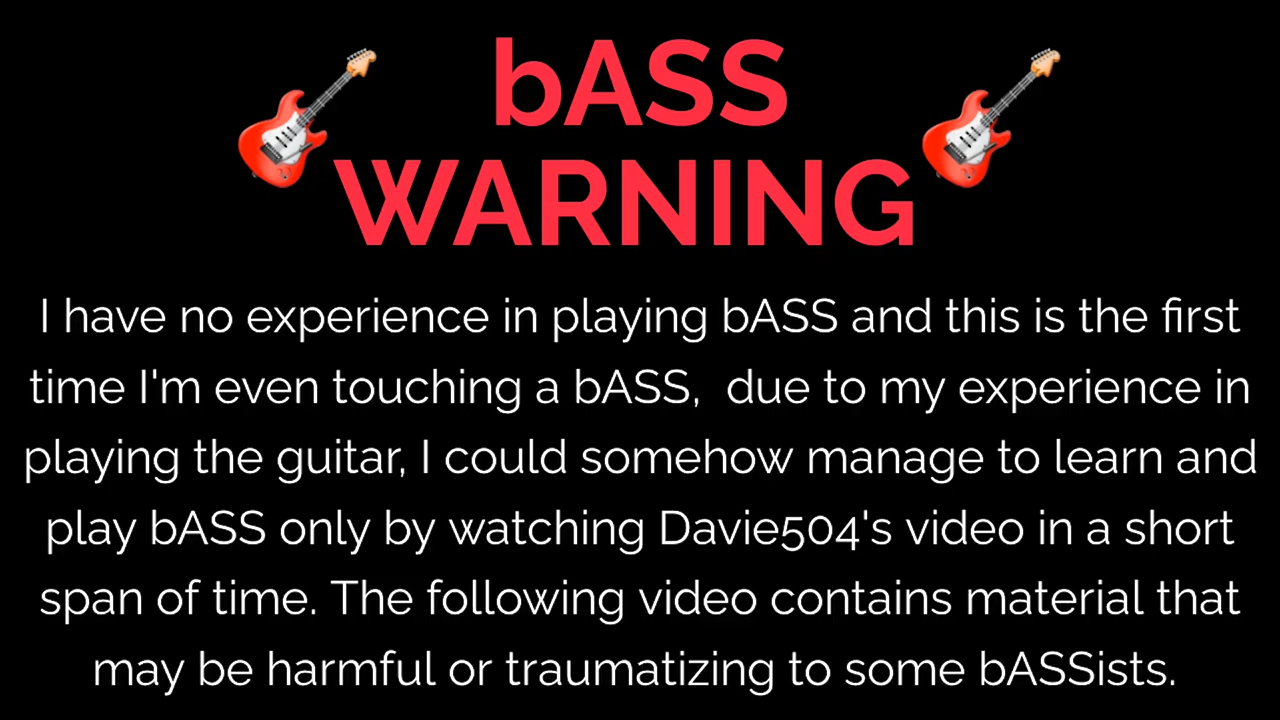 bASS
WARNING
I have no experience in playing bASS and this is the first
time I'm even touching a bASS,  due to my experience in
playing the guitar, I could somehow manage to learn and
play bASS only by watching Davie504's video in a short
span of time. The following video contains material that
may be harmful or traumatizing to some bASSists.